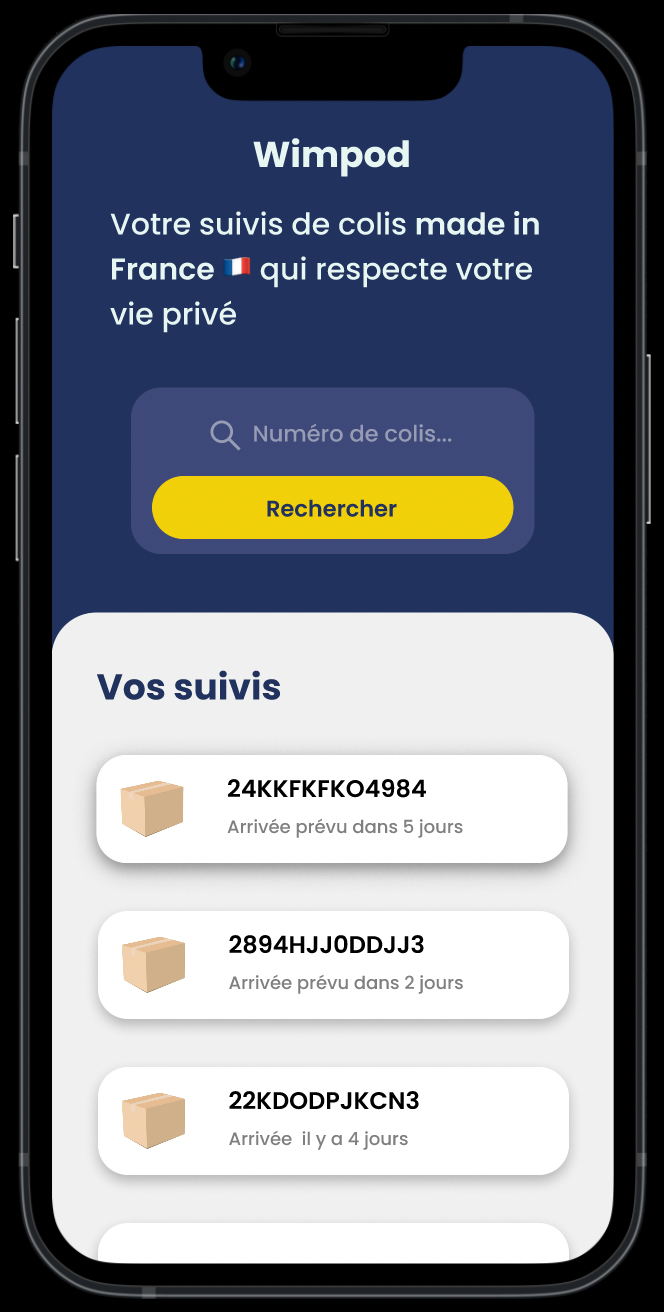 Wimpod
Votre suivis de colis made in
France 🇫🇷 qui respecte votre
vie privé
Numéro de colis...
Rechercher
Vos suivis
24KKFKFKO4984
Arrivée prévu dans 5 jours
2894HJJ0DDJJ3
Arrivée prévu dans 2 jours
22KDODPJKCN3
Arrivée  il y a 4 jours